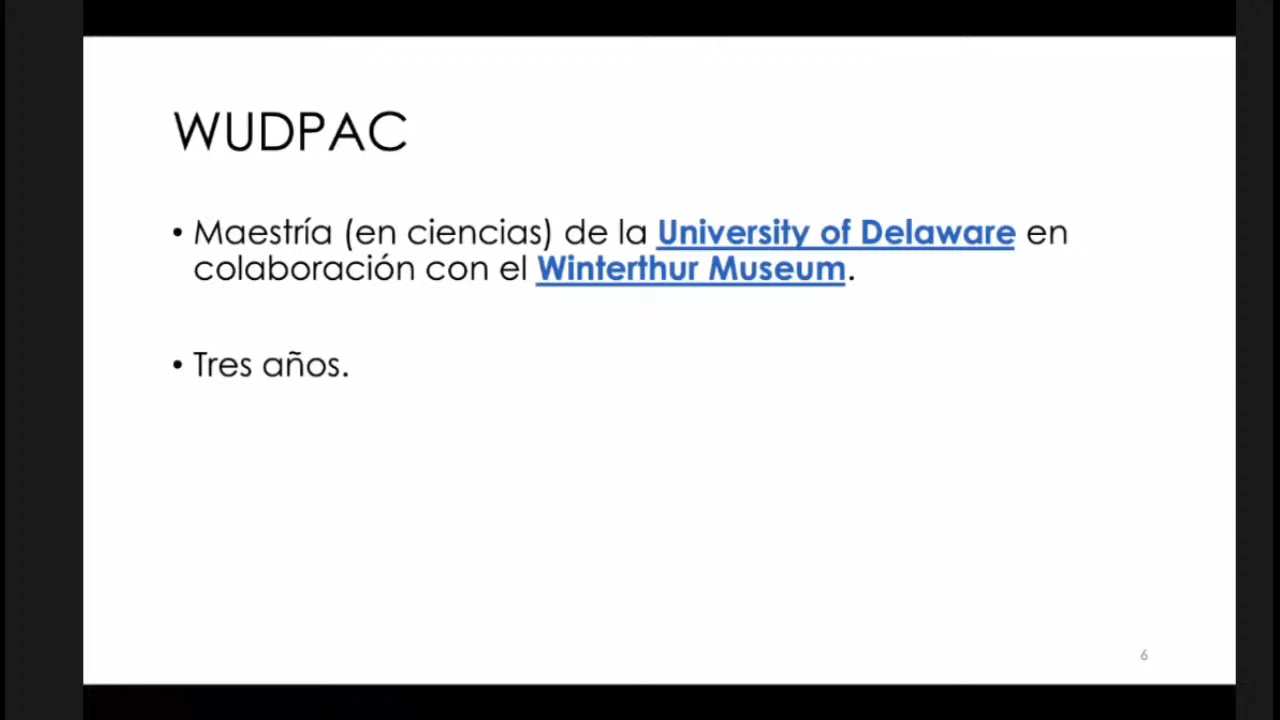 WUDPAC
• Maestría (en ciencias) de la University of Delaware en
colaboración con el Winterthur Museum.
• Tres años.
6